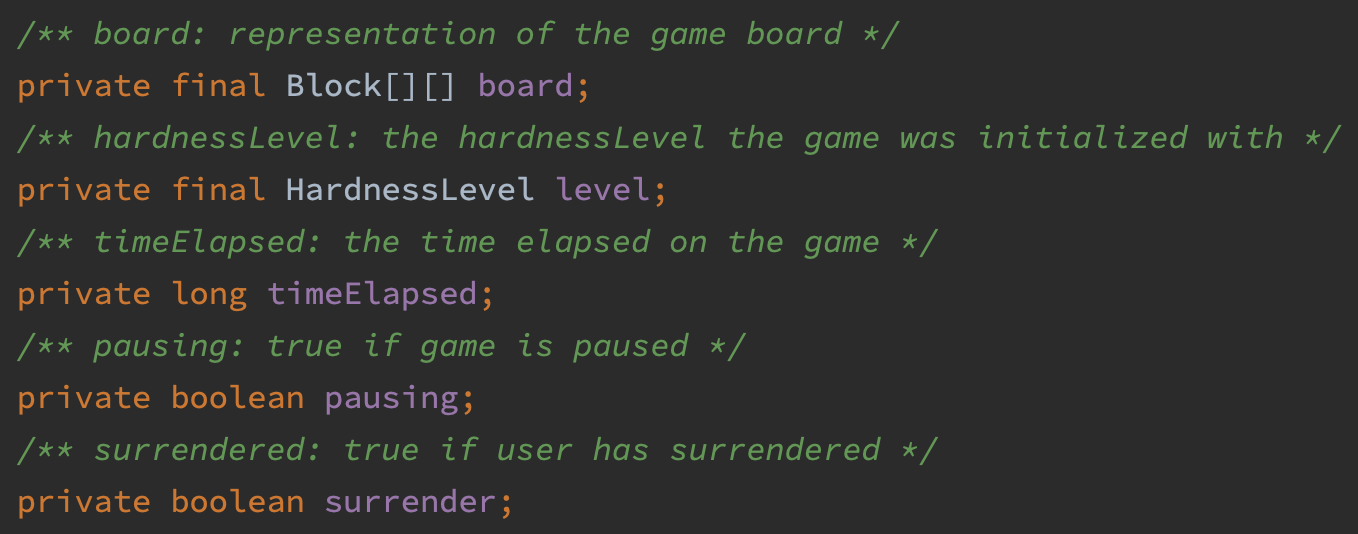 /** board: representation of the game board */
private final Block[][] board;
/** hardnessLevel: the hardnessLevel the game was initialized with */
private final HardnessLevel level;
/** timeElapsed: the time elapsed on the game */
private long timeElapsed;
/** pausing: true if game is paused */
private boolean pausing;
/** surrendered: true if user has surrendered */
private boolean surrender;